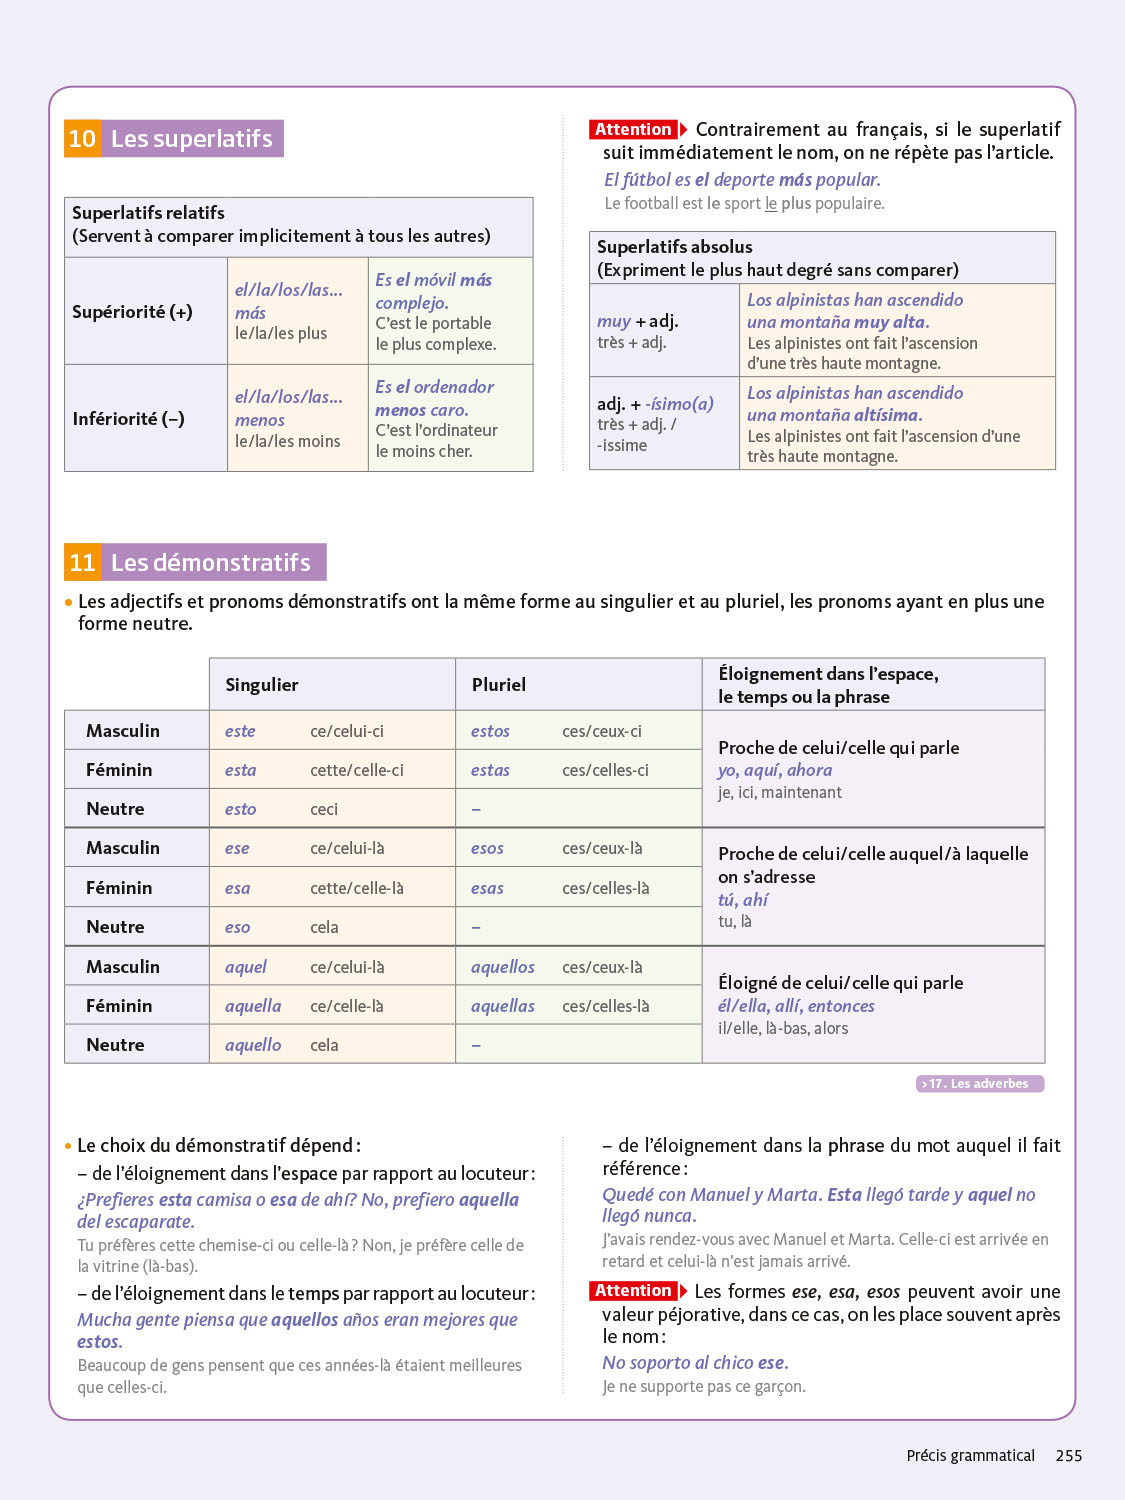 10 Les superlatifs
Superlatifs relatifs
(Servent à comparer implicitement à tous les autres)
Supériorité (+)
el/la/los/las...
más
le/la/les plus
Es el móvil más
complejo.
C'est le portable
le plus complexe.
Infériorité (–)
el/la/los/las...
menos
le/la/les moins
Es el ordenador
menos caro.
C'est l'ordinateur
le moins cher.
Attention Contrairement au français, si le superlatif
suit immédiatement le nom, on ne répète pas l'article.
El fútbol es el deporte más popular.
Le football est le sport le plus populaire.
Superlatifs absolus
(Expriment le plus haut degré sans comparer)
muy + adj.
très + adj.
Los alpinistas han ascendido
una montaña muy alta.
Les alpinistes ont fait l'ascension
d'une très haute montagne.
adj. + -ísimo(a)
très + adj. /
-issime
Los alpinistas han ascendido
una montaña altísima.
Les alpinistes ont fait l'ascension d'une
très haute montagne.
11 Les démonstratifs
• Les adjectifs et pronoms démonstratifs ont la même forme au singulier et au pluriel, les pronoms ayant en plus une
forme neutre.
Singulier Pluriel Éloignement dans l'espace,
le temps ou la phrase
Masculin este ce/celui-ci estos ces/ceux-ci
Féminin esta cette/celle-ci estas ces/celles-ci
Neutre esto ceci –
Proche de celui/celle qui parle
yo, aquí, ahora
je, ici, maintenant
Masculin ese ce/celui-là esos ces/ceux-là
Féminin esa cette/celle-là esas ces/celles-là
Neutre eso cela –
Proche de celui/celle auquel/à laquelle
on s'adresse
tú, ahí
tu, là
Masculin aquel ce/celui-là aquellos ces/ceux-là
Féminin aquella ce/celle-là aquellas ces/celles-là
Neutre aquello cela –
Éloigné de celui/celle qui parle
él/ella, allí, entonces
il/elle, là-bas, alors
›17. Les adverbes
• Le choix du démonstratif dépend :
– de l'éloignement dans l'espace par rapport au locuteur :
¿Prefieres esta camisa o esa de ahí? No, prefiero aquella
del escaparate.
Tu préfères cette chemise-ci ou celle-là ? Non, je préfère celle de
la vitrine (là-bas).
– de l'éloignement dans le temps par rapport au locuteur :
Mucha gente piensa que aquellos años eran mejores que
estos.
Beaucoup de gens pensent que ces années-là étaient meilleures
que celles-ci.
– de l'éloignement dans la phrase du mot auquel il fait
référence :
Quedé con Manuel y Marta. Esta llegó tarde y aquel no
llegó nunca.
J'avais rendez-vous avec Manuel et Marta. Celle-ci est arrivée en
retard et celui-là n'est jamais arrivé.
Attention Les formes ese, esa, esos peuvent avoir une
valeur péjorative, dans ce cas, on les place souvent après
le nom :
No soporto al chico ese.
Je ne supporte pas ce garçon.
Précis grammatical 255